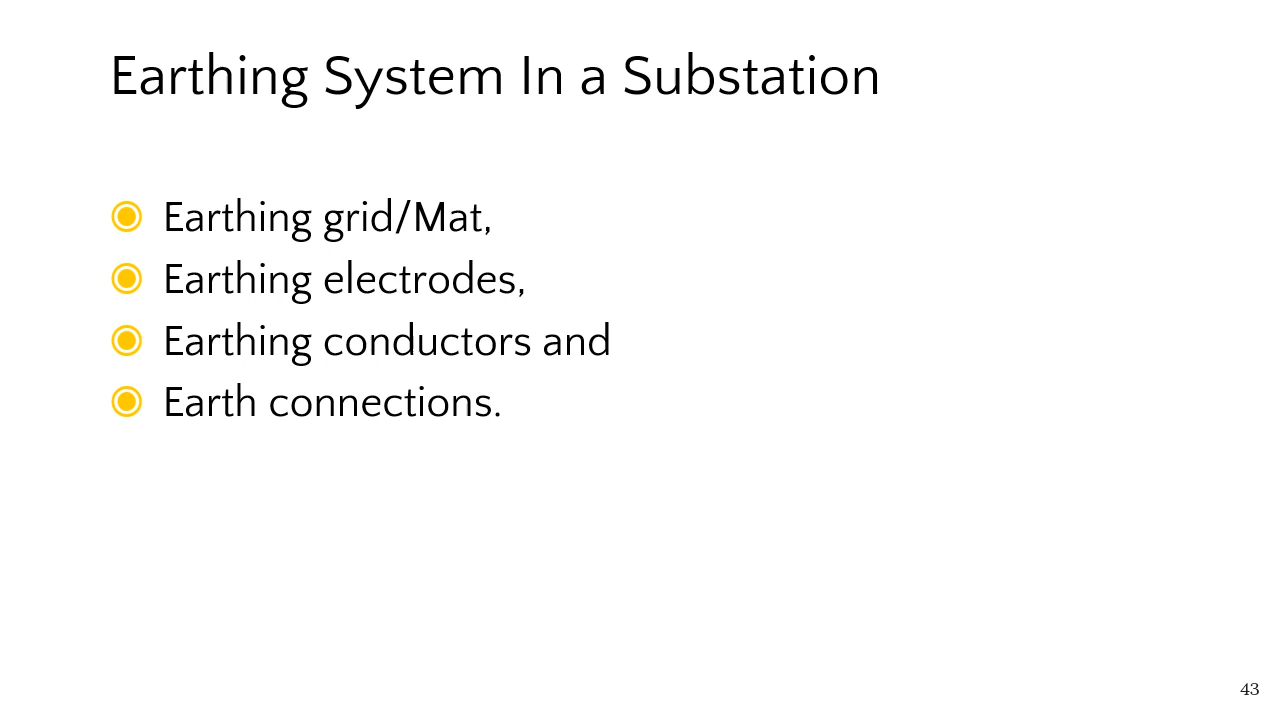 Earthing System In a Substation
Earthing grid/Mat,
Earthing electrodes,
Earthing conductors and
Earth connections.
43